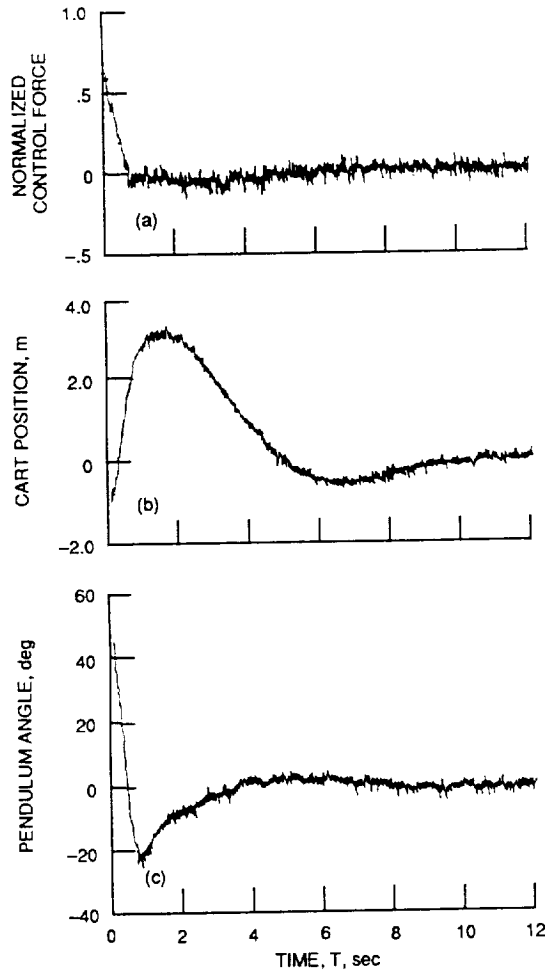 1.0
.5
0
-.5
NORMALIZED
CONTROL FORCE
(a)
4.0
2.0
0
-2.0
CART POSITION, m
(b)
60
40
20
0
-20
-40
PENDULUM ANGLE, deg
(c)
0 2 4 6 8 10 12
TIME, T, sec